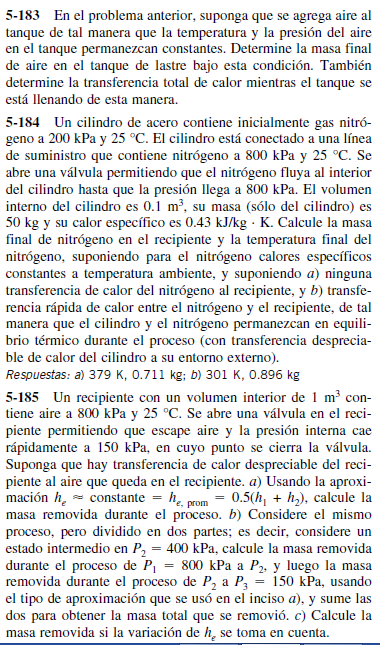 5-183 En el problema anterior, suponga que se agrega aire al
tanque de tal manera que la temperatura y la presión del aire
en el tanque permanezcan constantes. Determine la masa final
de aire en el tanque de lastre bajo esta condición. También
determine la transferencia total de calor mientras el tanque se
está llenando de esta manera.
5-184 Un cilindro de acero contiene inicialmente gas nitró-
geno a 200 kPa y 25 °C. El cilindro está conectado a una línea
de suministro que contiene nitrógeno a 800 kPa y 25 °C. Se
abre una válvula permitiendo que el nitrógeno fluya al interior
del cilindro hasta que la presión llega a 800 kPa. El volumen
interno del cilindro es 0.1 m³, su masa (sólo del cilindro) es
50 kg y su calor específico es 0.43 kJ/kg · K. Calcule la masa
final de nitrógeno en el recipiente y la temperatura final del
nitrógeno, suponiendo para el nitrógeno calores específicos
constantes a temperatura ambiente, y suponiendo a) ninguna
transferencia de calor del nitrógeno al recipiente, y b) transfe-
rencia rápida de calor entre el nitrógeno y el recipiente, de tal
manera que el cilindro y el nitrógeno permanezcan en equili-
brio térmico durante el proceso (con transferencia desprecia-
ble de calor del cilindro a su entorno externo).
Respuestas: a) 379 K, 0.711 kg; b) 301 K, 0.896 kg
5-185 Un recipiente con un volumen interior de 1 m³ con-
tiene aire a 800 kPa y 25 °C. Se abre una válvula en el reci-
piente permitiendo que escape aire y la presión interna cae
rápidamente a 150 kPa, en cuyo punto se cierra la válvula.
Suponga que hay transferencia de calor despreciable del reci-
piente al aire que queda en el recipiente. a) Usando la aproxi-
mación hₑ ≈ constante = hₑ, prom = 0.5(h₁ + h₂), calcule la
masa removida durante el proceso. b) Considere el mismo
proceso, pero dividido en dos partes; es decir, considere un
estado intermedio en P₂ = 400 kPa, calcule la masa removida
durante el proceso de P₁ = 800 kPa a P₂, y luego la masa
removida durante el proceso de P₂ a P₃ = 150 kPa, usando
el tipo de aproximación que se usó en el inciso a), y sume las
dos para obtener la masa total que se removió. c) Calcule la
masa removida si la variación de hₑ se toma en cuenta.